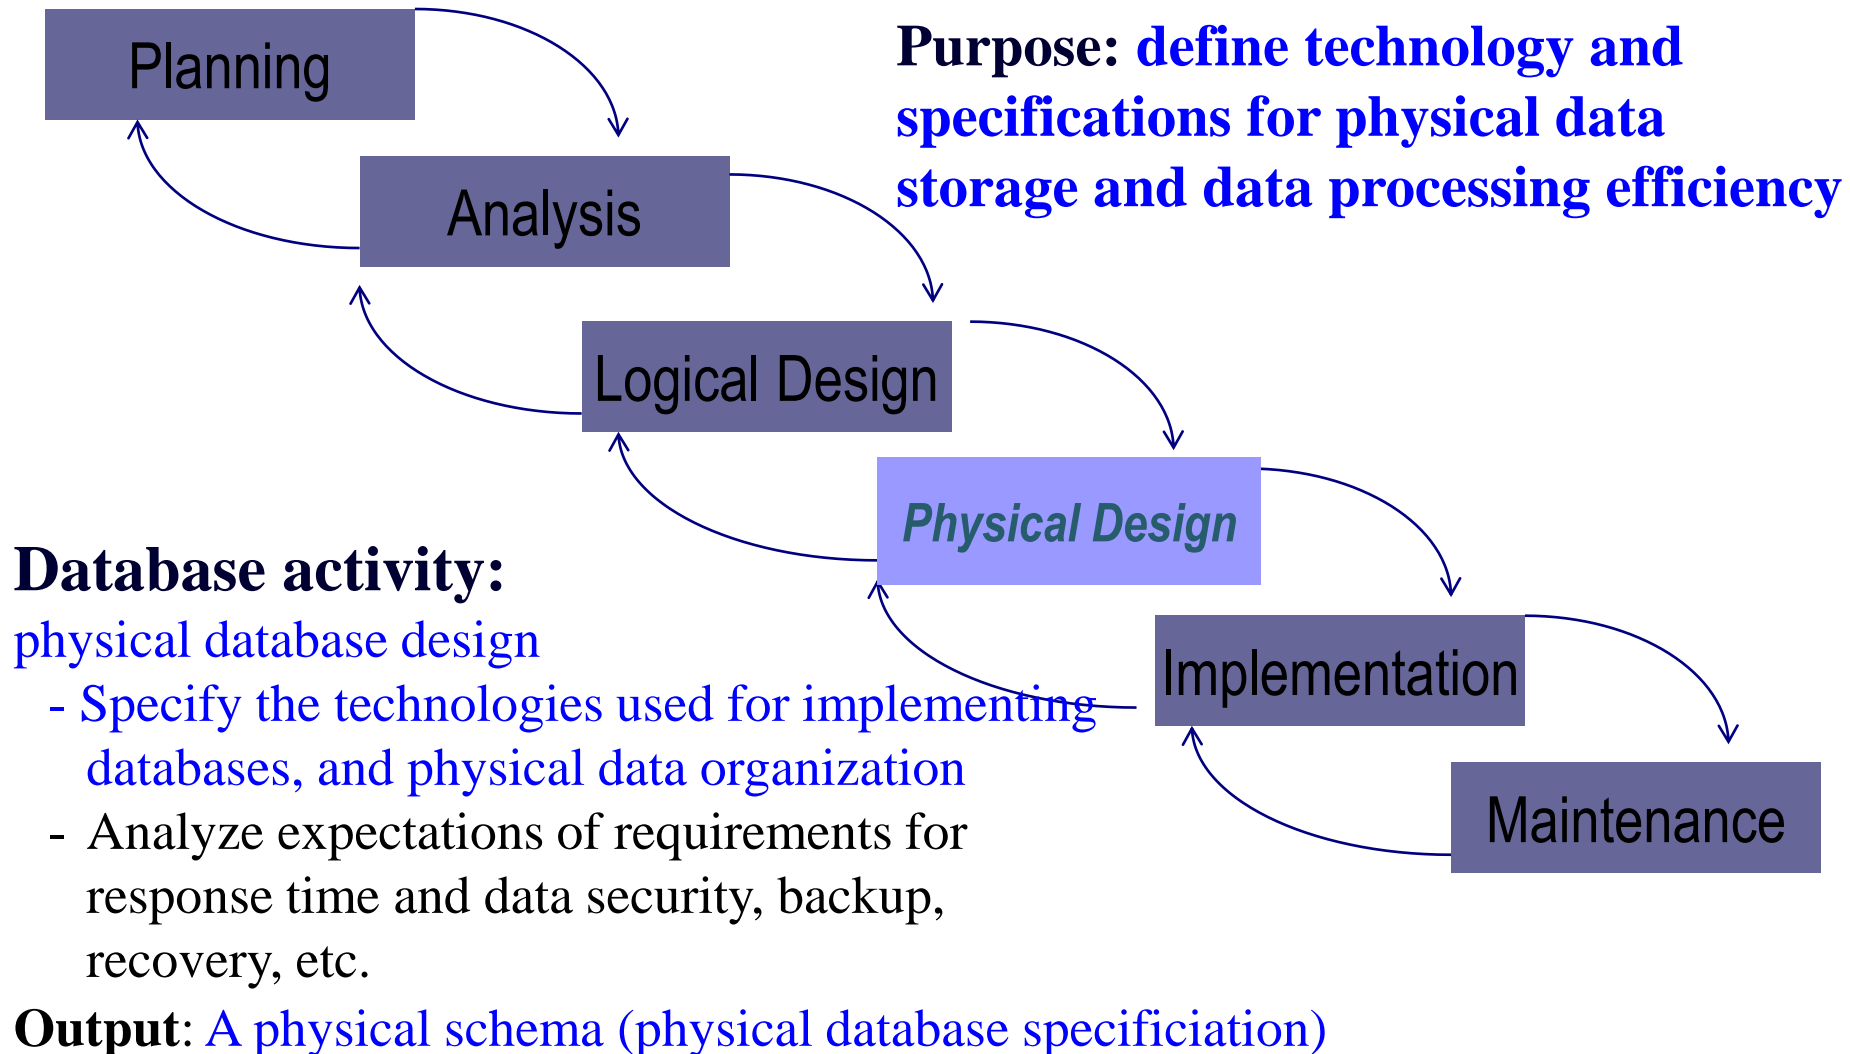 Planning
Purpose: define technology and
specifications for physical data
storage and data processing efficiency
Analysis
Logical Design
Physical Design
Database activity:
physical database design
- Specify the technologies used for implementing
databases, and physical data organization
- Analyze expectations of requirements for
response time and data security, backup,
recovery, etc.
Implementation
Maintenance
Output: A physical schema (physical database specificiation)